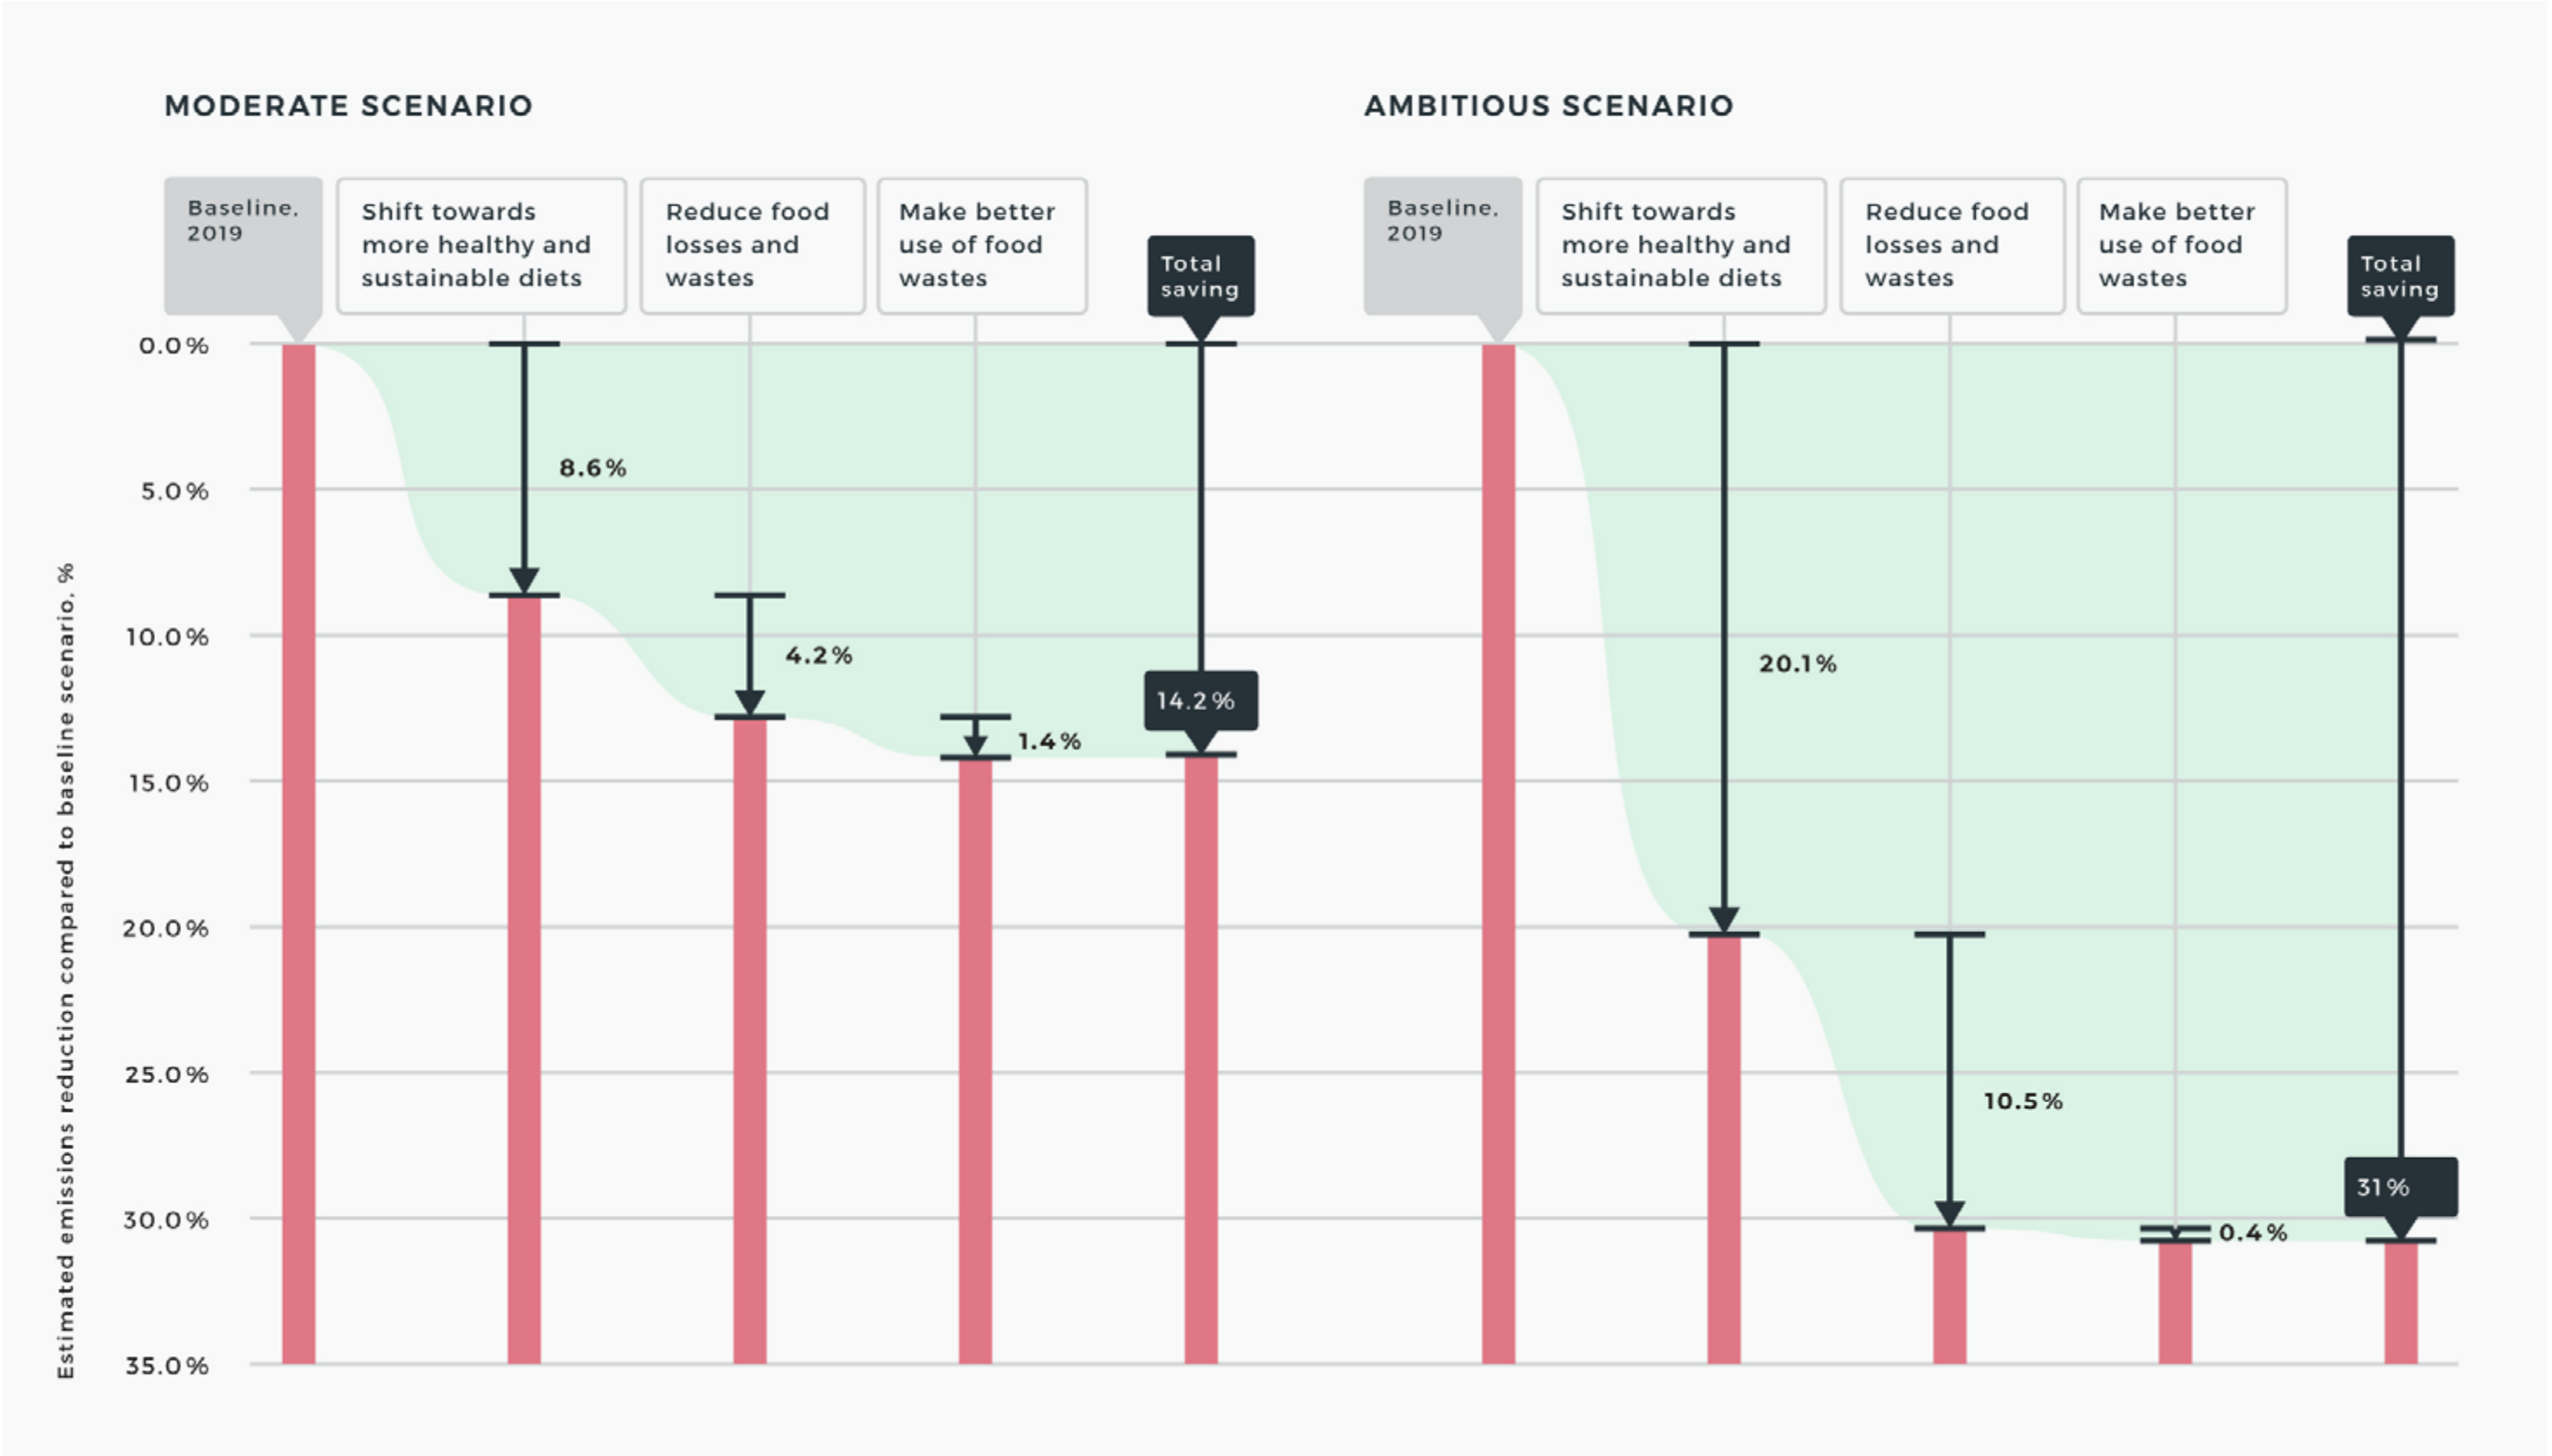 MODERATE SCENARIO
Baseline,
2019
Shift towards
more healthy and
sustainable diets
Reduce food
losses and
wastes
Make better
use of food
wastes
Total
saving
AMBITIOUS SCENARIO
Baseline,
2019
Shift towards
more healthy and
sustainable diets
Reduce food
losses and
wastes
Make better
use of food
wastes
Total
saving
Estimated emissions reduction compared to baseline scenario, %
0.0%
5.0%
10.0%
15.0%
20.0%
25.0%
30.0%
35.0%
8.6%
4.2%
1.4%
14.2%
20.1%
10.5%
0.4%
31%